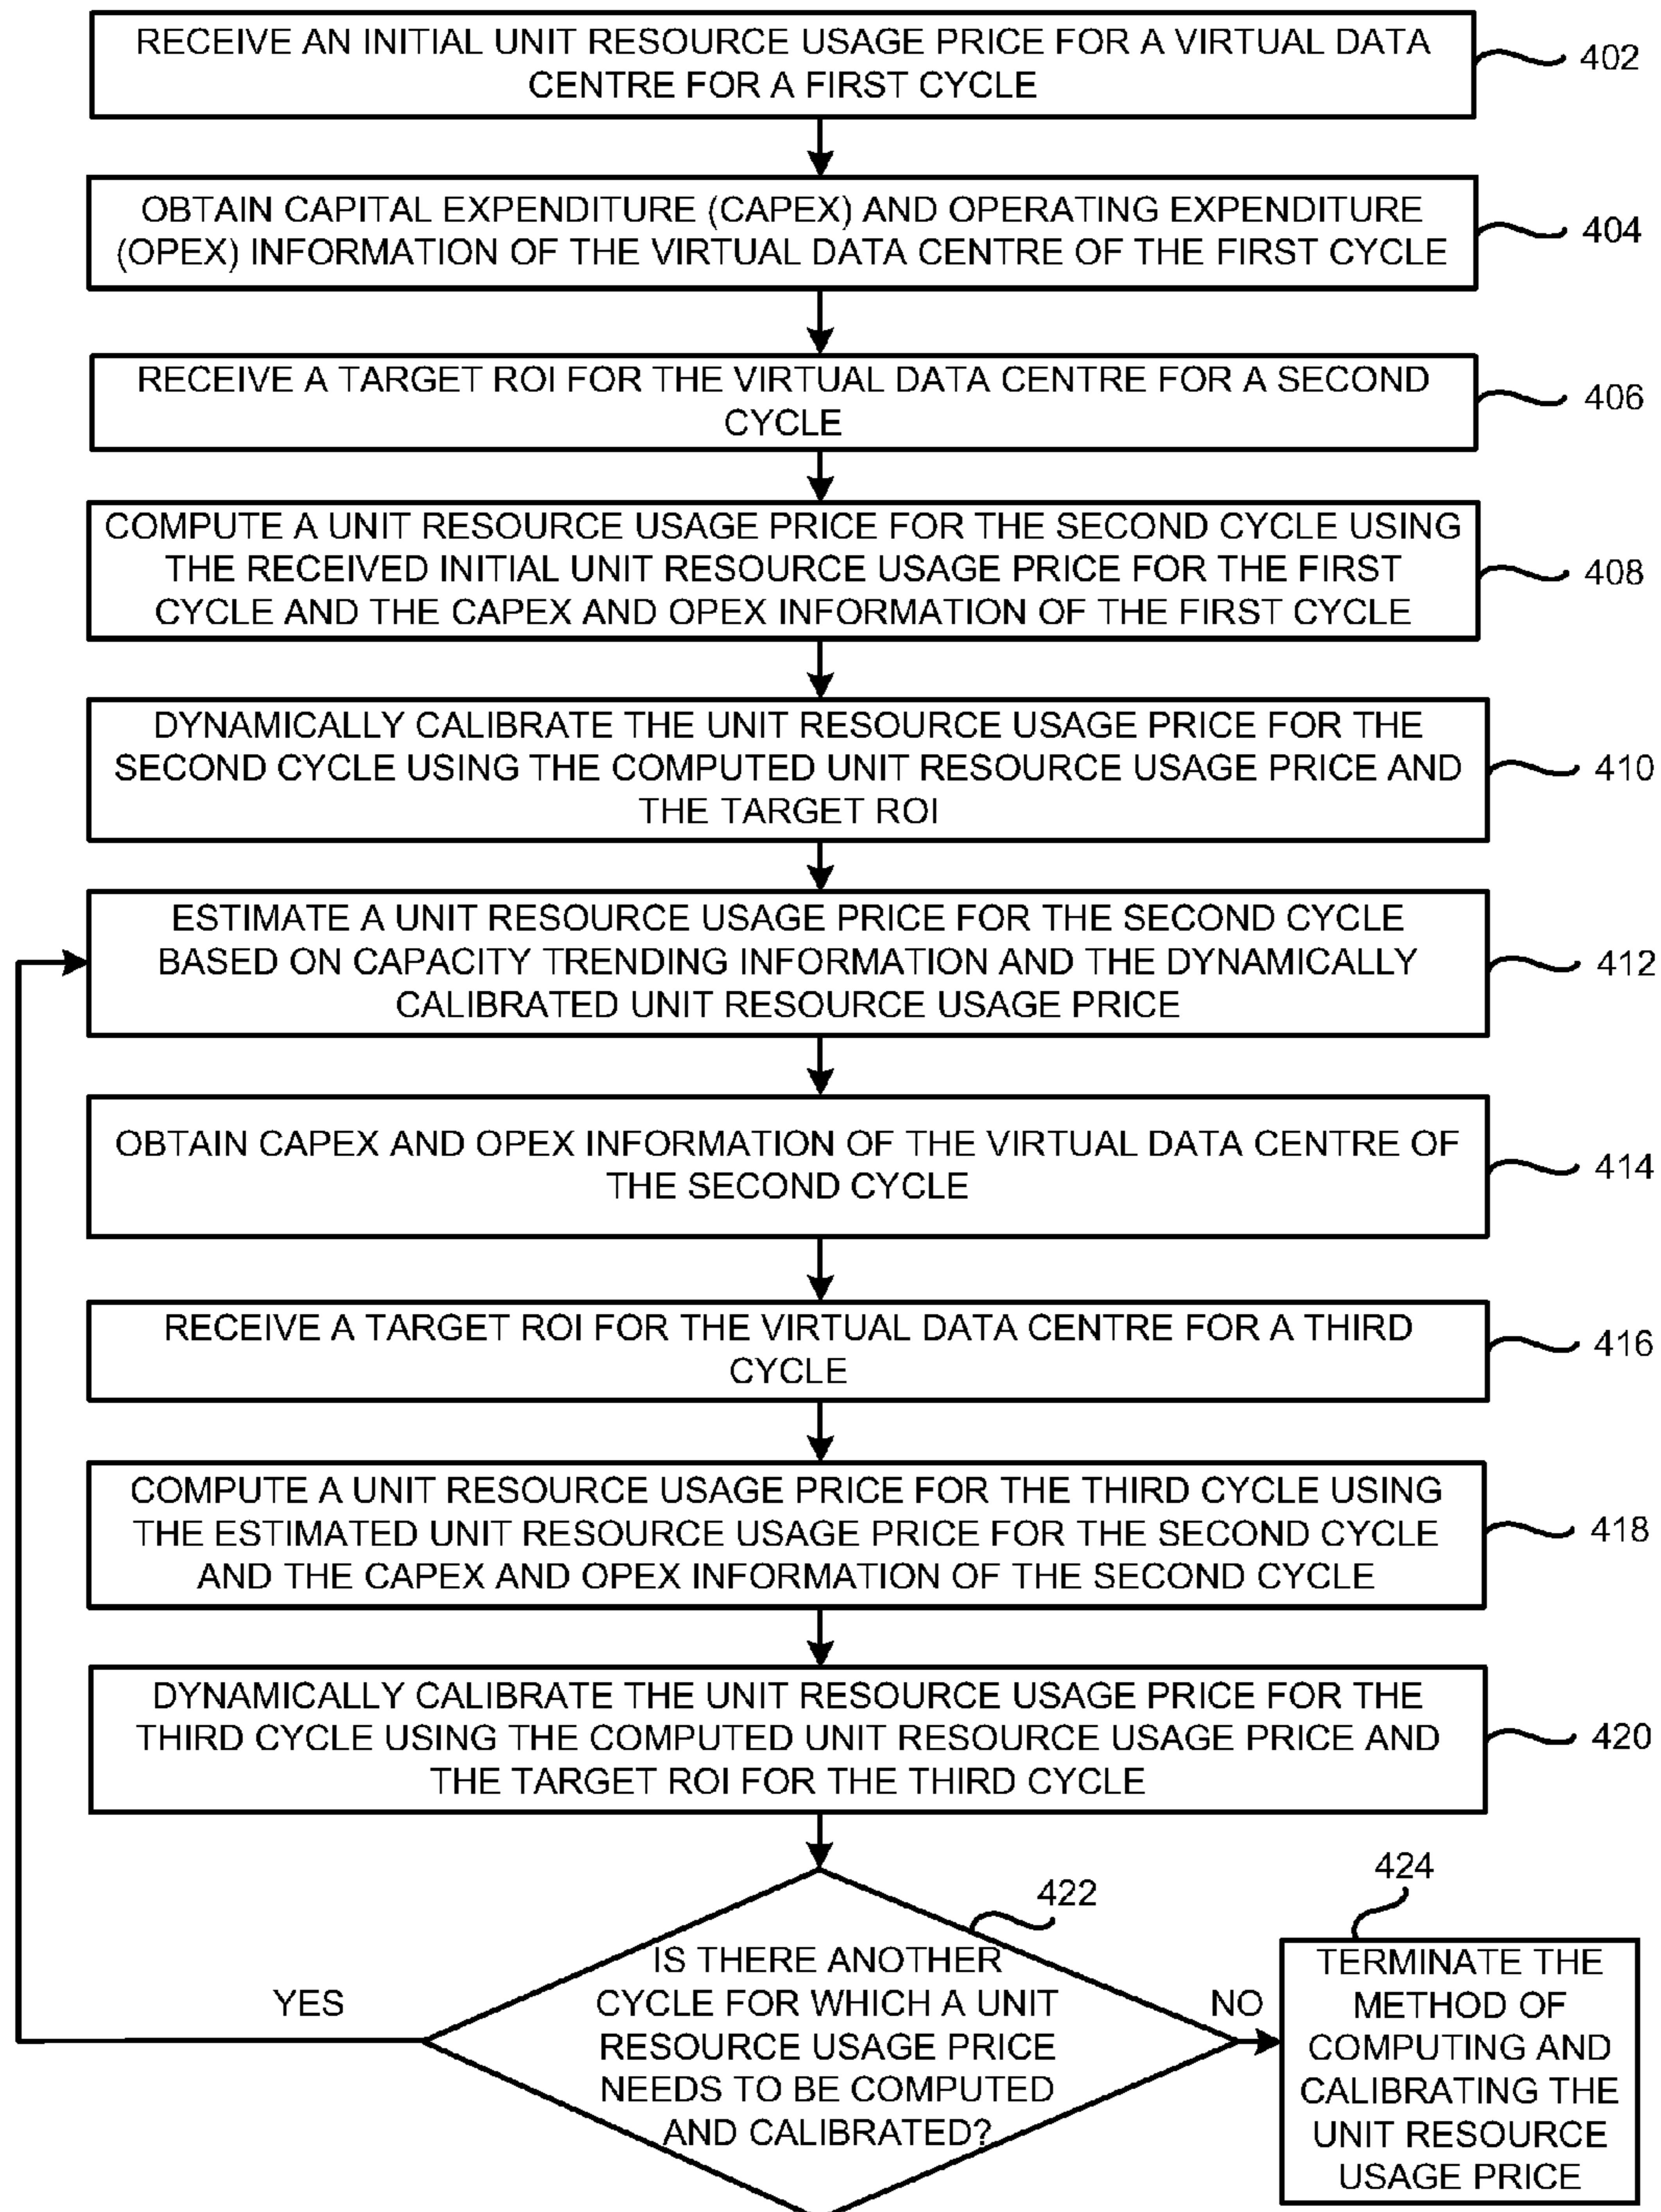 RECEIVE AN INITIAL UNIT RESOURCE USAGE PRICE FOR A VIRTUAL DATA
CENTRE FOR A FIRST CYCLE
402
OBTAIN CAPITAL EXPENDITURE (CAPEX) AND OPERATING EXPENDITURE
(OPEX) INFORMATION OF THE VIRTUAL DATA CENTRE OF THE FIRST CYCLE
404
RECEIVE A TARGET ROI FOR THE VIRTUAL DATA CENTRE FOR A SECOND
CYCLE
406
COMPUTE A UNIT RESOURCE USAGE PRICE FOR THE SECOND CYCLE USING
THE RECEIVED INITIAL UNIT RESOURCE USAGE PRICE FOR THE FIRST
CYCLE AND THE CAPEX AND OPEX INFORMATION OF THE FIRST CYCLE
408
DYNAMICALLY CALIBRATE THE UNIT RESOURCE USAGE PRICE FOR THE
SECOND CYCLE USING THE COMPUTED UNIT RESOURCE USAGE PRICE AND
THE TARGET ROI
410
ESTIMATE A UNIT RESOURCE USAGE PRICE FOR THE SECOND CYCLE
BASED ON CAPACITY TRENDING INFORMATION AND THE DYNAMICALLY
CALIBRATED UNIT RESOURCE USAGE PRICE
412
OBTAIN CAPEX AND OPEX INFORMATION OF THE VIRTUAL DATA CENTRE OF
THE SECOND CYCLE
414
RECEIVE A TARGET ROI FOR THE VIRTUAL DATA CENTRE FOR A THIRD
CYCLE
416
COMPUTE A UNIT RESOURCE USAGE PRICE FOR THE THIRD CYCLE USING
THE ESTIMATED UNIT RESOURCE USAGE PRICE FOR THE SECOND CYCLE
AND THE CAPEX AND OPEX INFORMATION OF THE SECOND CYCLE
418
DYNAMICALLY CALIBRATE THE UNIT RESOURCE USAGE PRICE FOR THE
THIRD CYCLE USING THE COMPUTED UNIT RESOURCE USAGE PRICE AND
THE TARGET ROI FOR THE THIRD CYCLE
420
422
IS THERE ANOTHER
CYCLE FOR WHICH A UNIT
RESOURCE USAGE PRICE
NEEDS TO BE COMPUTED
AND CALIBRATED?
YES
NO
424
TERMINATE THE
METHOD OF
COMPUTING AND
CALIBRATING THE
UNIT RESOURCE
USAGE PRICE